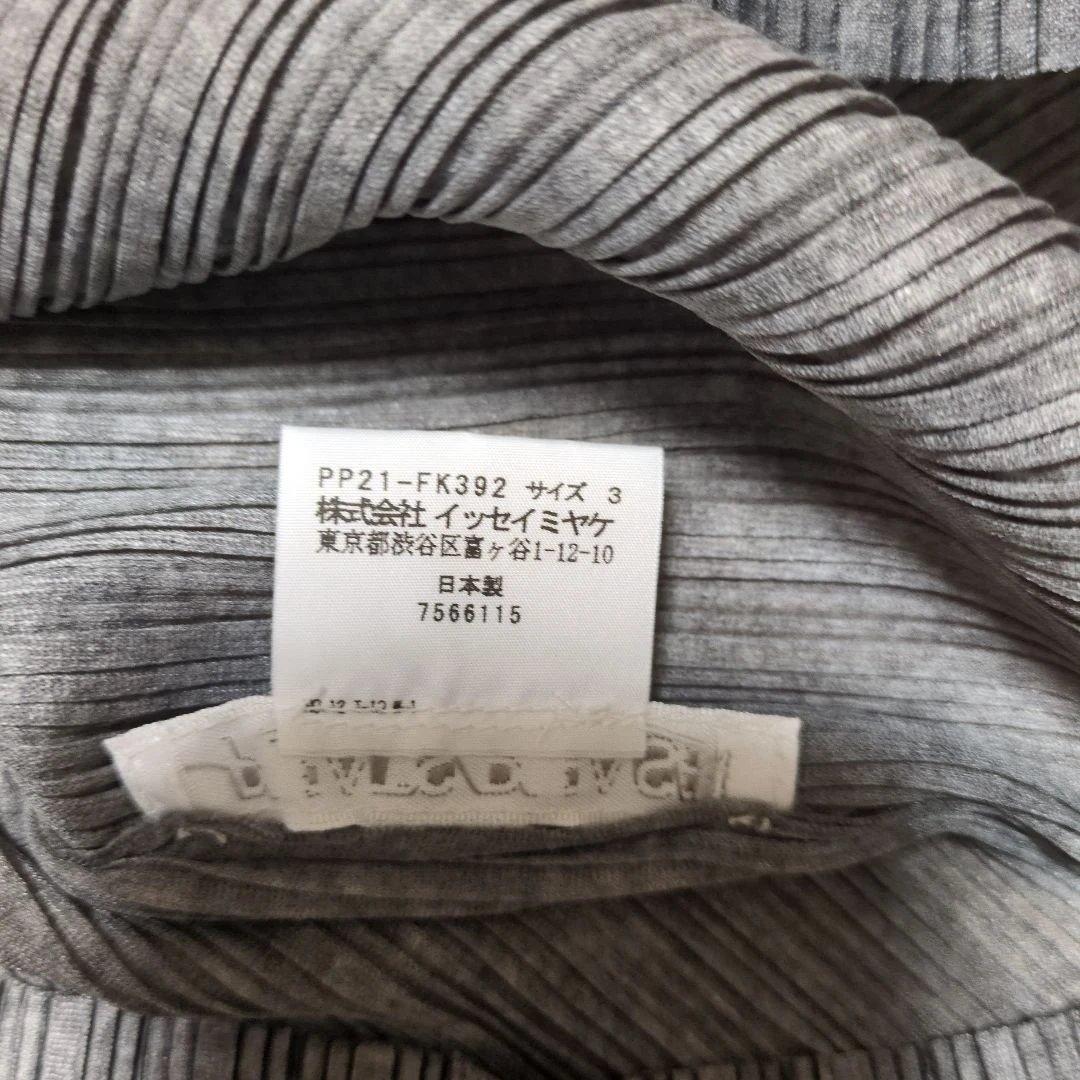 PP21-FK392 サイズ 3
株式会社 イッセイミヤケ
東京都渋谷区富ヶ谷1-12-10
日本製
7566115